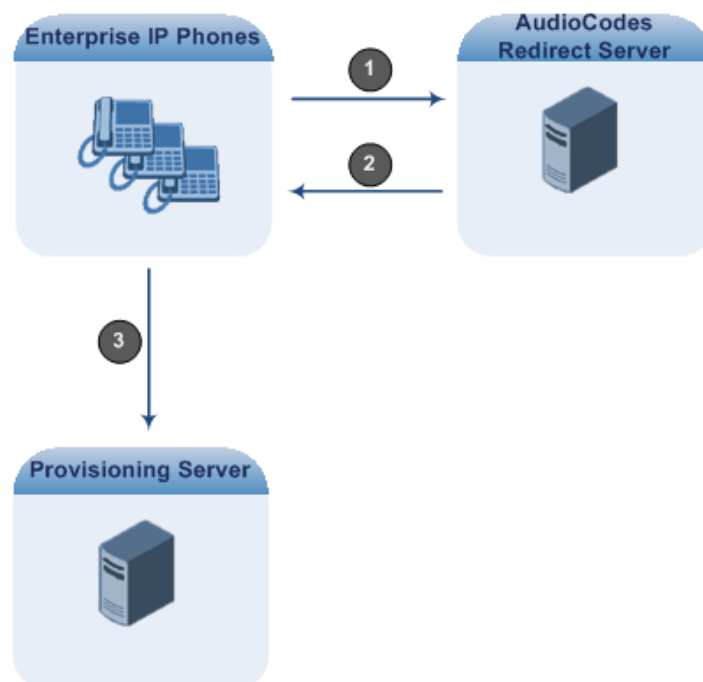 Enterprise IP Phones
AudioCodes
Redirect Server
1
2
3
Provisioning Server